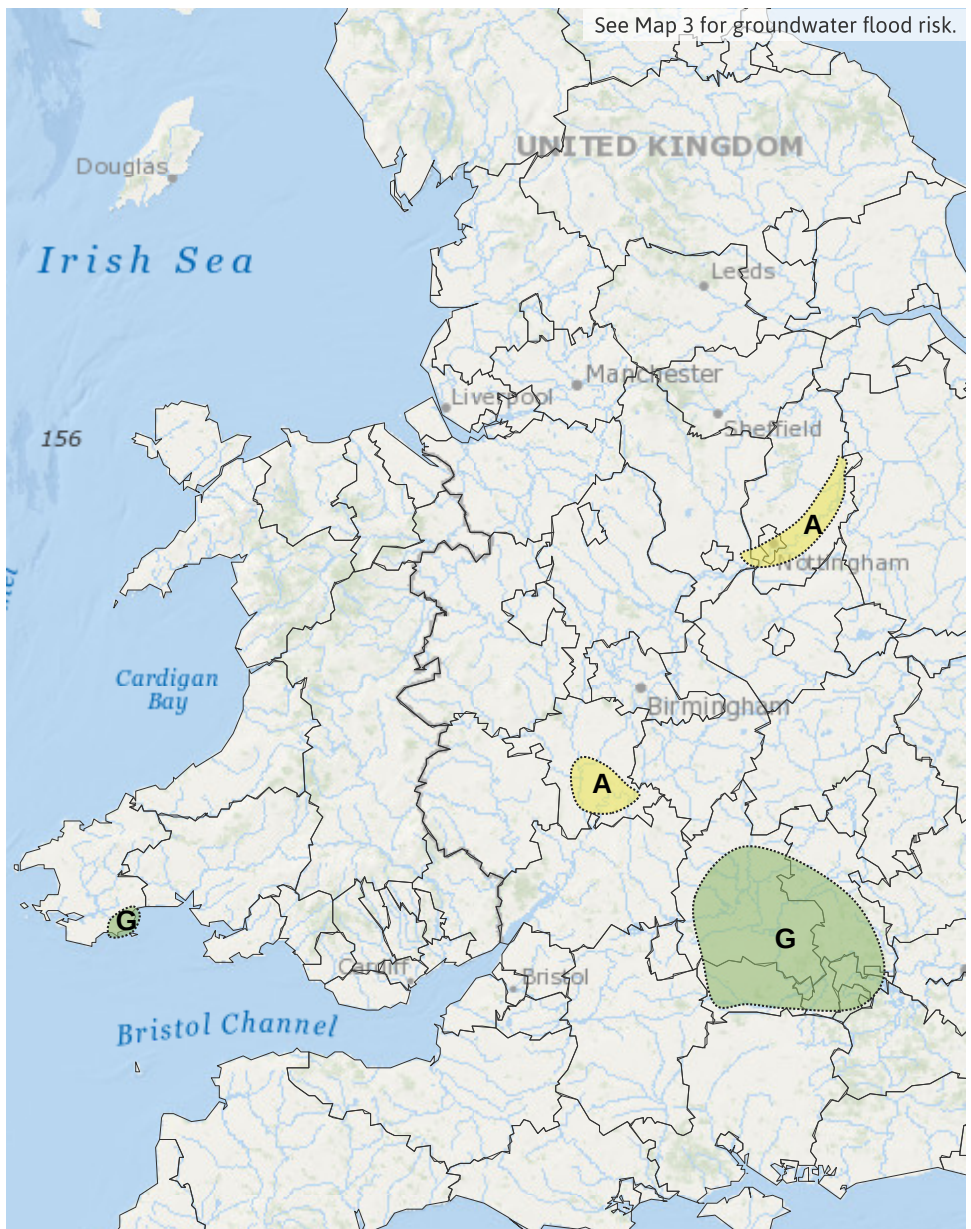 See Map 3 for groundwater flood risk.
UNITED KINGDOM
Douglas
Irish Sea
Leeds
Manchester
Liverpool
Sheffield
156
A
Nottingham
Cardigan
Bay
Birmingham
A
G
G
Cardiff
Bristol
Bristol Channel